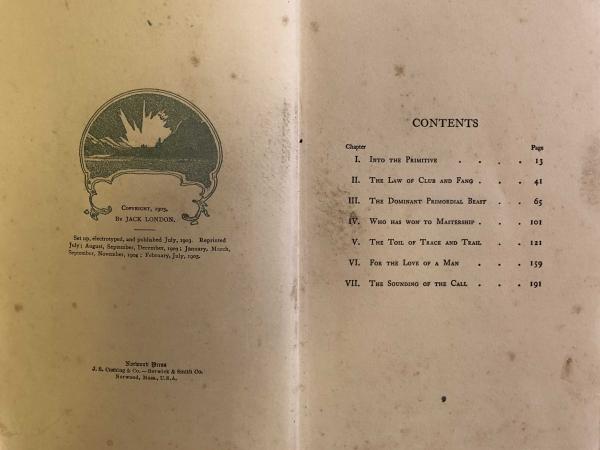 Copyright, 1903,
By JACK LONDON.
Set up, electrotyped, and published July, 1903. Reprinted
July; August, September, December, 1903; January, March,
September, November, 1904; February, July, 1905.
Norwood Press
J. S. Cushing & Co.—Berwick & Smith Co.
Norwood, Mass., U.S.A.
CONTENTS
Chapter Page
I. Into the Primitive . . . . 13
II. The Law of Club and Fang . . . 41
III. The Dominant Primordial Beast . . 65
IV. Who has won to Mastership . . . 101
V. The Toil of Trace and Trail . . 121
VI. For the Love of a Man . . . 159
VII. The Sounding of the Call . . . 191
9